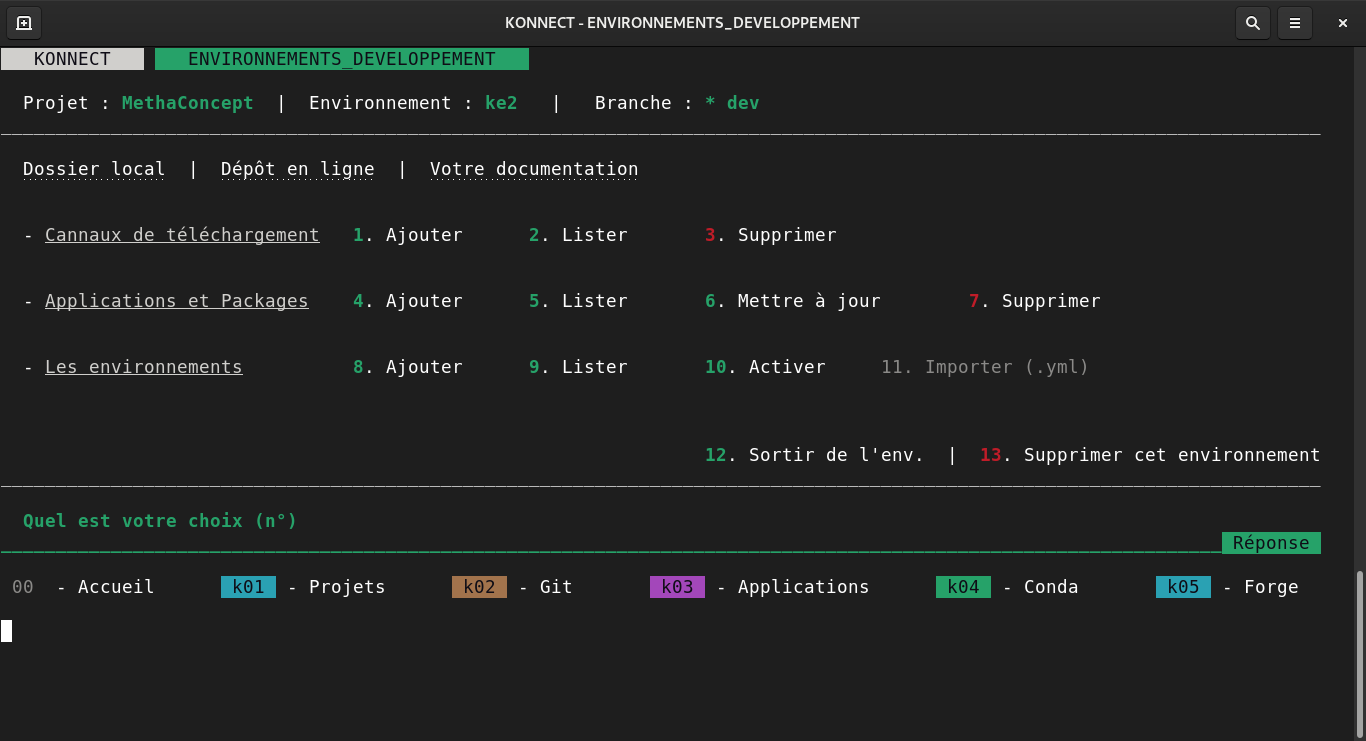 KONNECT - ENVIRONNEMENTS_DEVELOPPEMENT
KONNECT ENVIRONNEMENTS_DEVELOPPEMENT
Projet : MethaConcept | Environnement : ke2 | Branche : * dev
Dossier local | Dépôt en ligne | Votre documentation
- Cannaux de téléchargement 1. Ajouter 2. Lister 3. Supprimer
- Applications et Packages 4. Ajouter 5. Lister 6. Mettre à jour 7. Supprimer
- Les environnements 8. Ajouter 9. Lister 10. Activer 11. Importer (.yml)
12. Sortir de l'env. | 13. Supprimer cet environnement
Quel est votre choix (n°)
Réponse
00 - Accueil k01 - Projets k02 - Git k03 - Applications k04 - Conda k05 - Forge